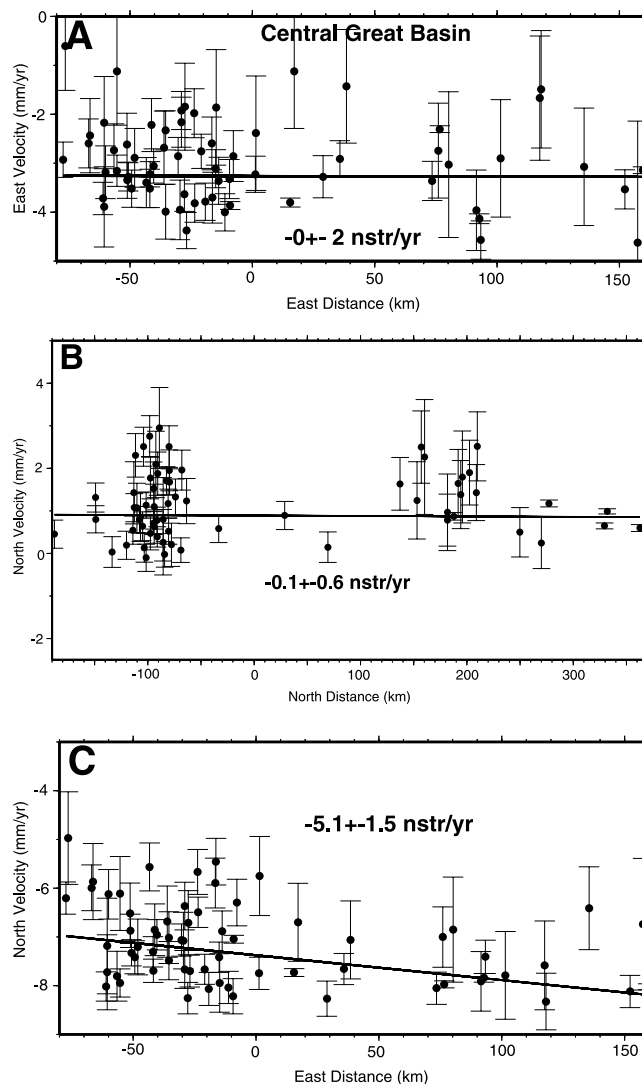 0
A
Central Great Basin
-2
East Velocity (mm/yr)
-4
-0+- 2 nstr/yr
-50 0 50 100 150
East Distance (km)
B
4
2
North Velocity (mm/yr)
0
-0.1+-0.6 nstr/yr
-2
-100 0 100 200 300
North Distance (km)
C
-4
-5.1+-1.5 nstr/yr
North Velocity (mm/yr)
-6
-8
-50 0 50 100 150
East Distance (km)